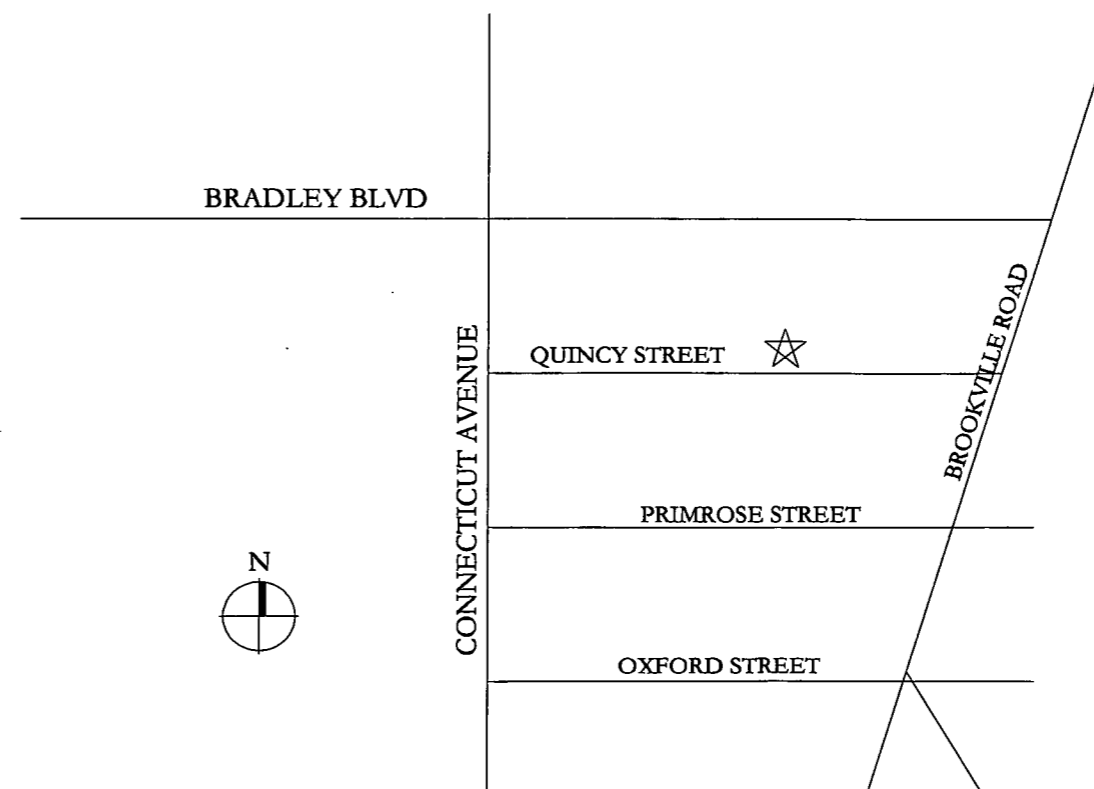 BRADLEY BLVD
CONNECTICUT AVENUE
QUINCY STREET
BROOKVILLE ROAD
PRIMROSE STREET
N
OXFORD STREET